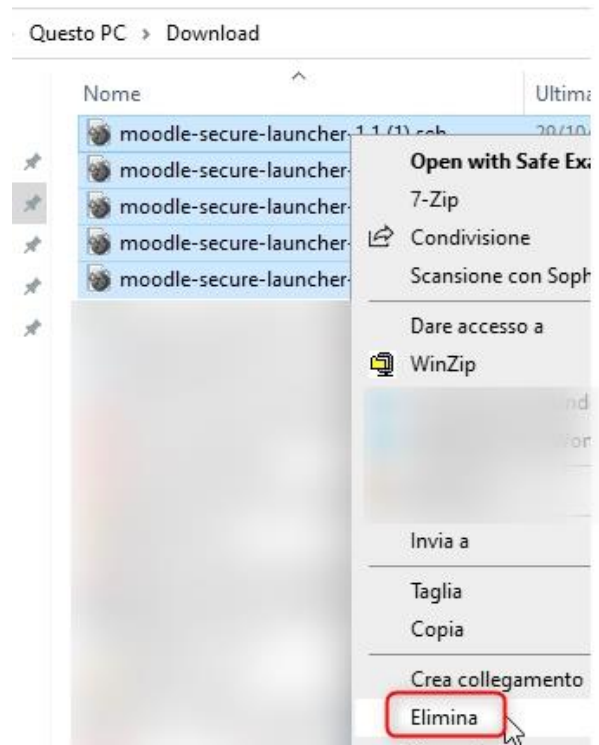 Questo PC > Download
Nome Ultima
moodle-secure-launcher-1.1 (1).seb 29/10/
moodle-secure-launcher-
moodle-secure-launcher-
moodle-secure-launcher-
moodle-secure-launcher-
Open with Safe Exa
7-Zip
Condivisione
Scansione con Soph
Dare accesso a
WinZip
Invia a
Taglia
Copia
Crea collegamento
Elimina